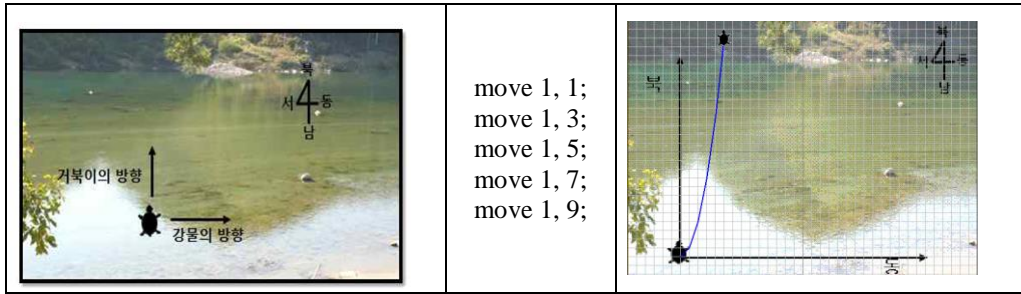 북
서 동
남
거북이의 방향
강물의 방향
move 1, 1;
move 1, 3;
move 1, 5;
move 1, 7;
move 1, 9;
북
서 동
남
북
동